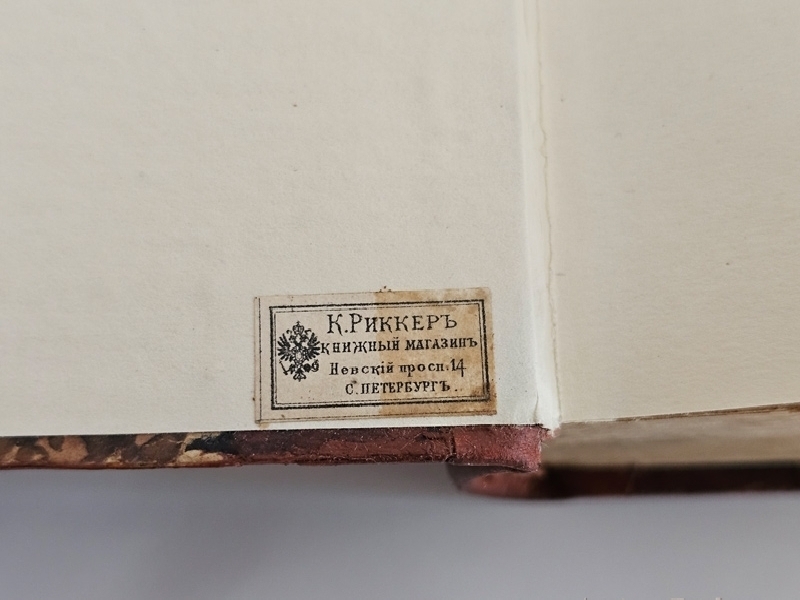 К. РИККЕРЪ
КНИЖНЫЙ МАГАЗИНЪ
Невскій просп. 14
С. ПЕТЕРБУРГЪ.